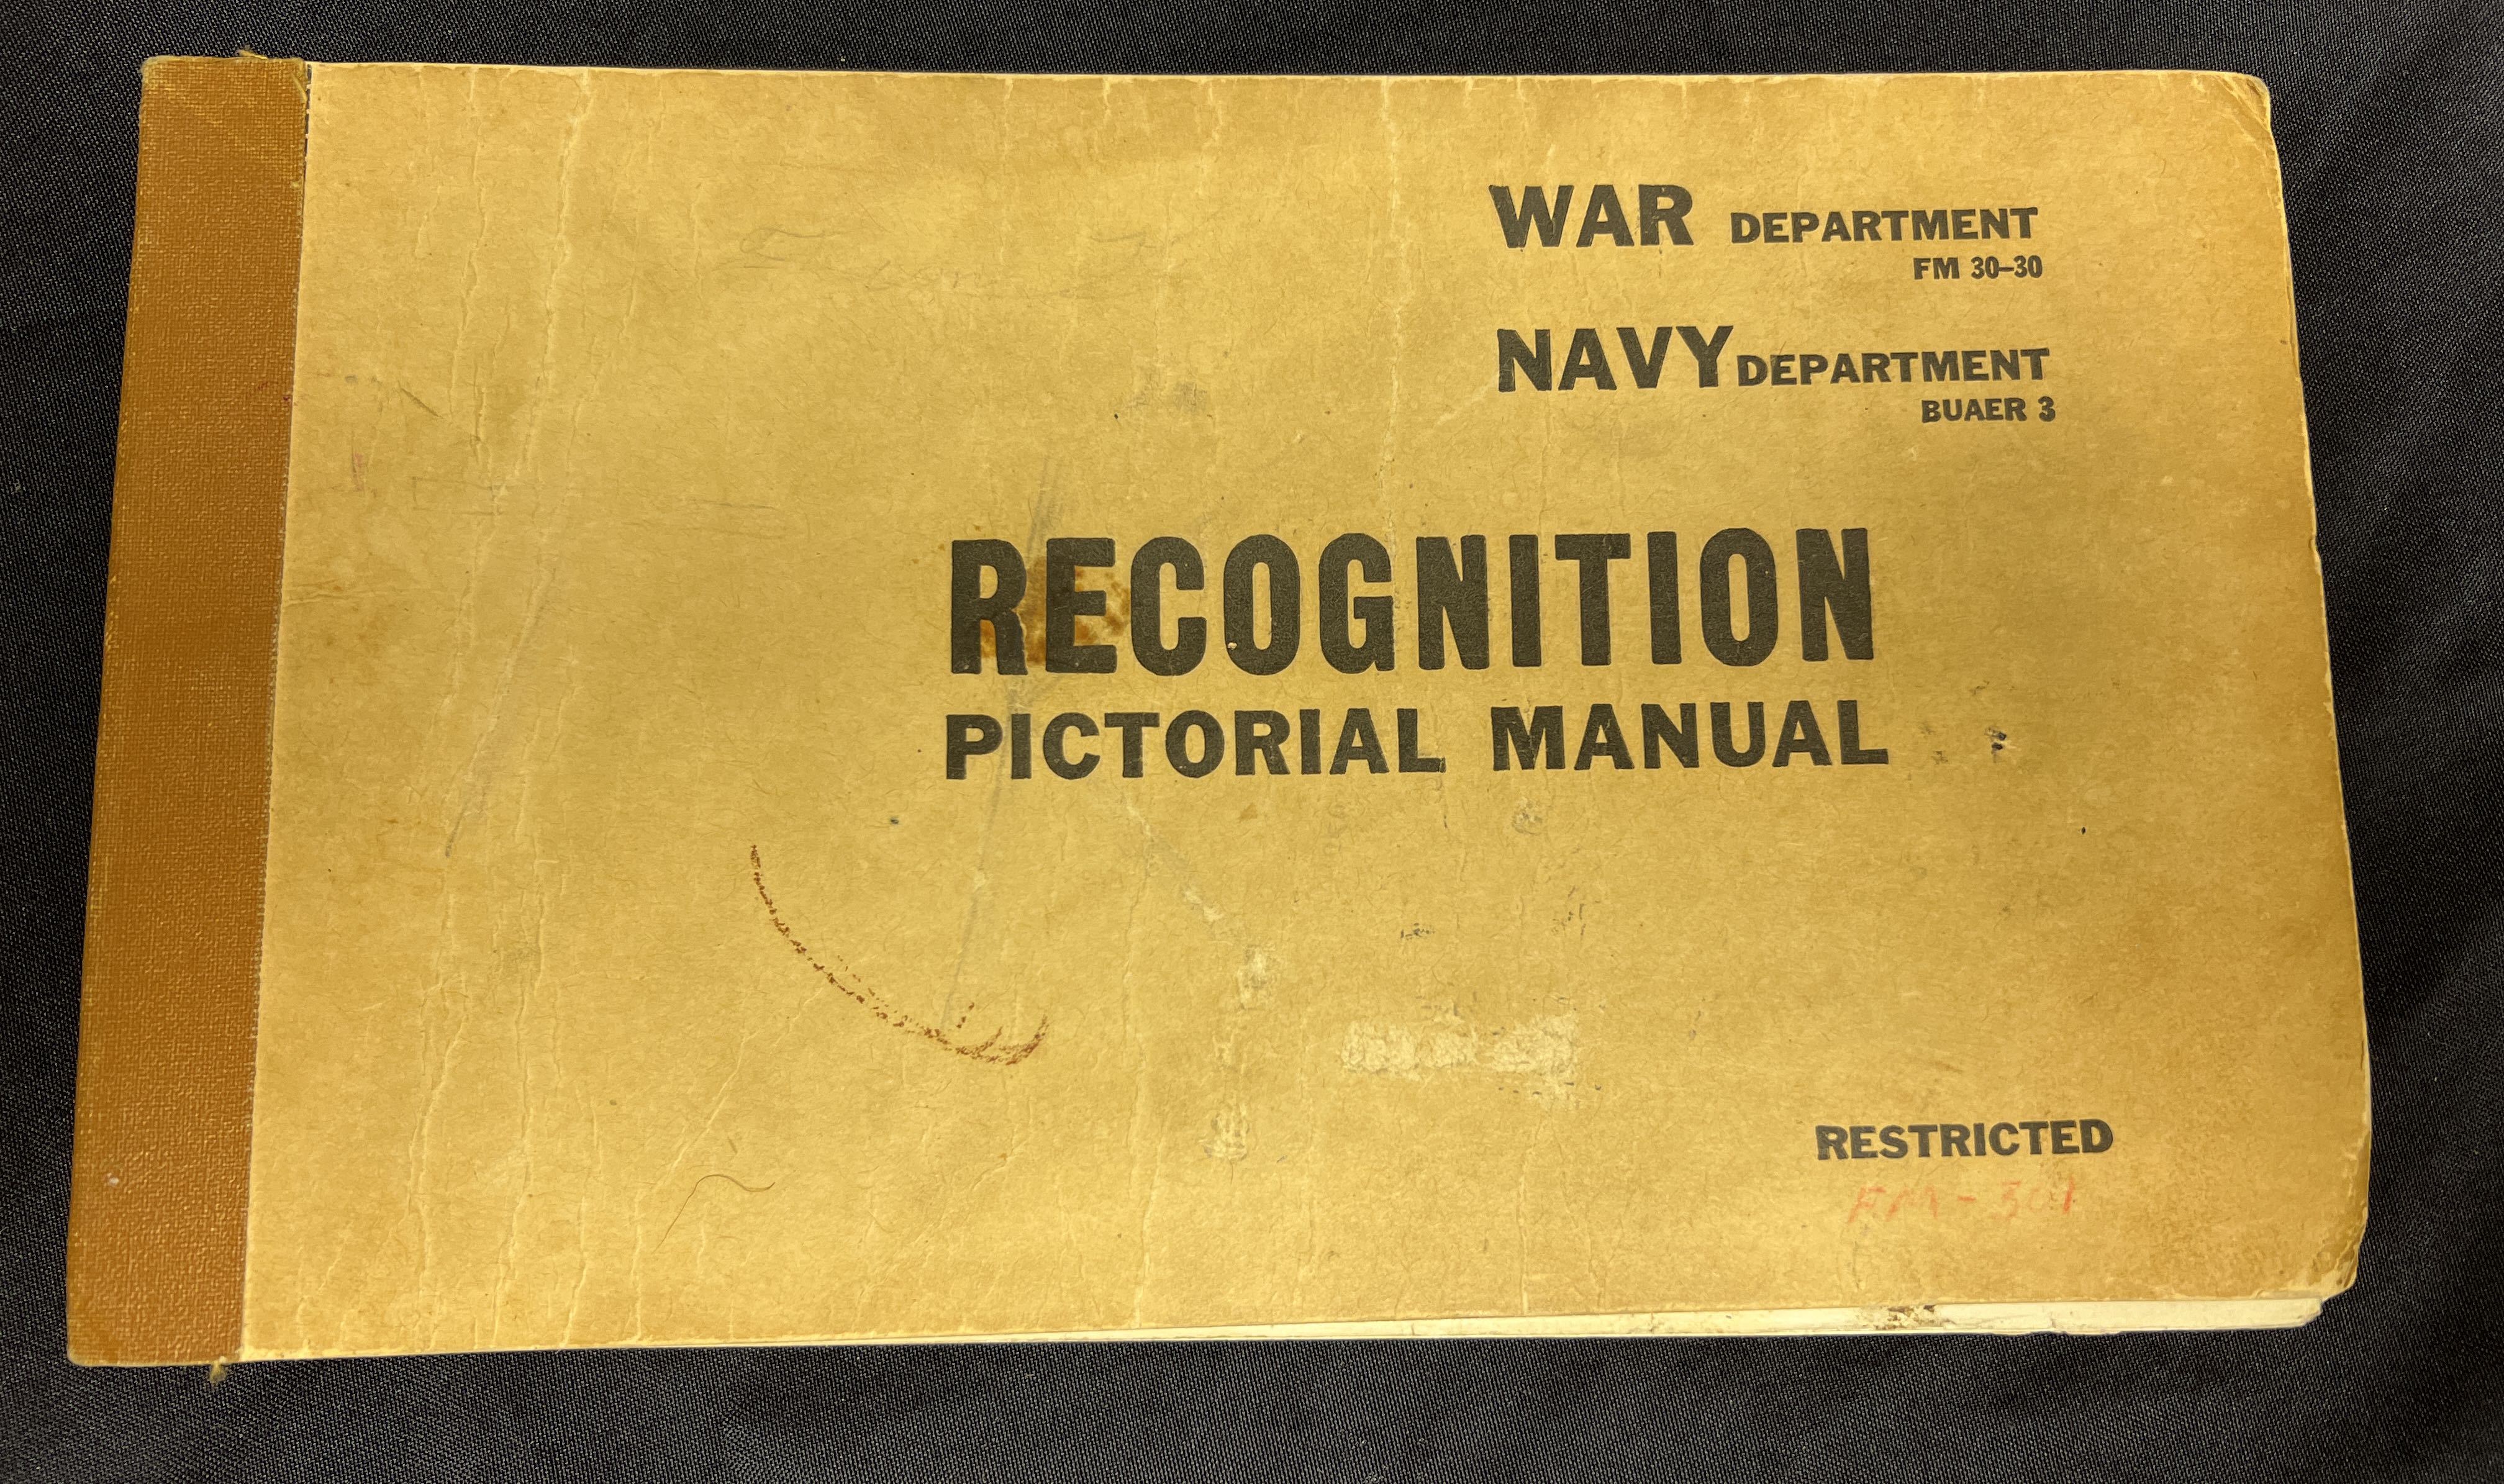 WAR DEPARTMENT
FM 30-30
NAVY DEPARTMENT
BUAER 3
RECOGNITION
PICTORIAL MANUAL
RESTRICTED